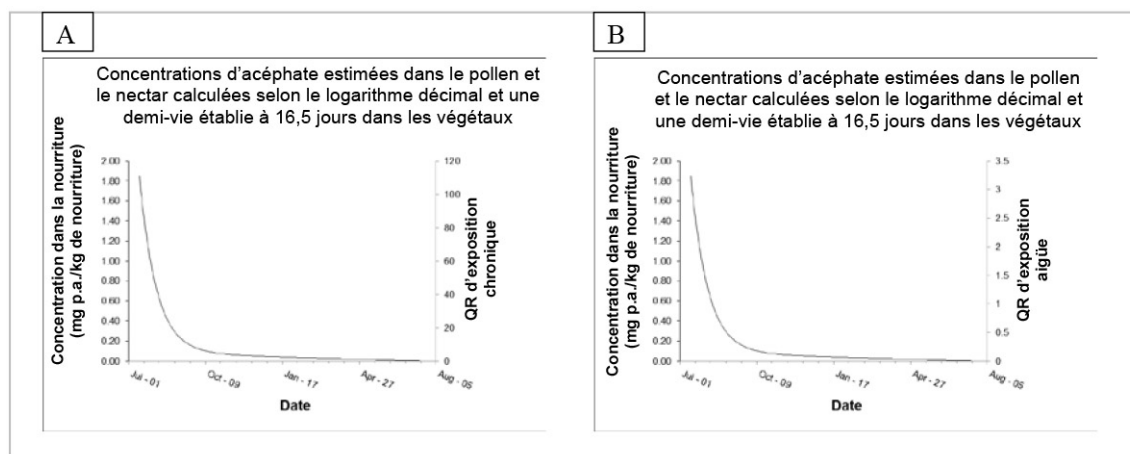 A
Concentrations d'acéphate estimées dans le pollen et
le nectar calculées selon le logarithme décimal et une
demi-vie établie à 16,5 jours dans les végétaux
Concentration dans la nourriture
(mg p.a./kg de nourriture)
2.00
1.80
1.60
1.40
1.20
1.00
0.80
0.60
0.40
0.20
0.00
120
100
80
60
40
20
0
QR d'exposition
chronique
Jul - 01
Oct - 09
Jan - 17
Apr - 27
Aug - 05
Date
B
Concentrations d'acéphate estimées dans le pollen
et le nectar calculées selon le logarithme décimal et
une demi-vie établie à 16,5 jours dans les végétaux
Concentration dans la nourriture
(mg p.a./kg de nourriture)
2.00
1.80
1.60
1.40
1.20
1.00
0.80
0.60
0.40
0.20
0.00
3.5
3
2.5
2
1.5
1
0.5
0
QR d'exposition
aigüe
Jul - 01
Oct - 09
Jan - 17
Apr - 27
Aug - 05
Date